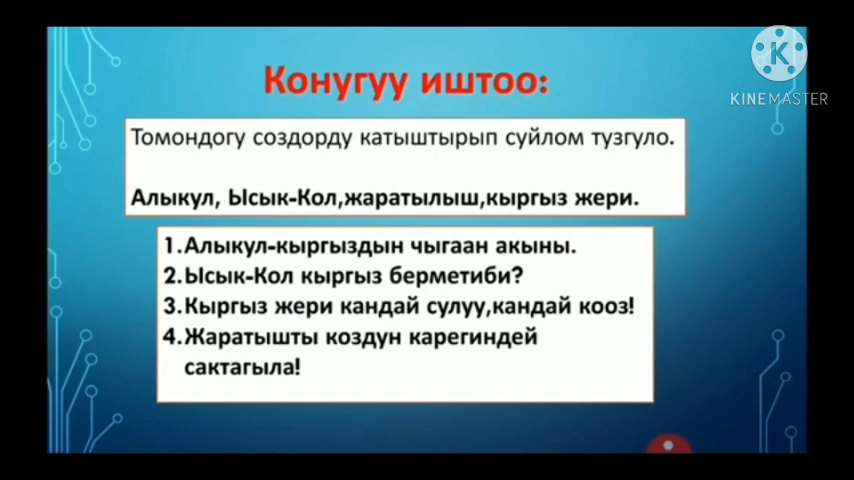 KINEMASTER
Конугуу иштоо:
Томондогу создорду катыштырып суйлом тузгуло.
Алыкул, Ысык-Кол,жаратылыш,кыргыз жери.
1.Алыкул-кыргыздын чыгаан акыны.
2.Ысык-Кол кыргыз берметиби?
3.Кыргыз жери кандай сулуу,кандай кооз!
4.Жаратышты коздун карегиндей
сактагыла!